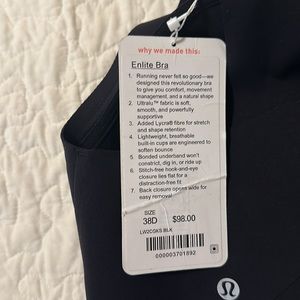 why we made this:
Enlite Bra
1. Running never felt so good—we
designed this revolutionary bra
to give you comfort, movement
management, and a natural shape
2. Ultralu™ fabric is soft,
smooth, and powerfully
supportive
3. Added Lycra® fibre for stretch
and shape retention
4. Lightweight, breathable
built-in cups are engineered to
soften bounce
5. Bonded underband won't
constrict, dig in, or ride up
6. Stitch-free hook-and-eye
closure lies flat for a
distraction-free fit
7. Back closure opens wide for
easy removal
SIZE
38D $98.00
LW2CGKS BLK
000003701892
lululemon